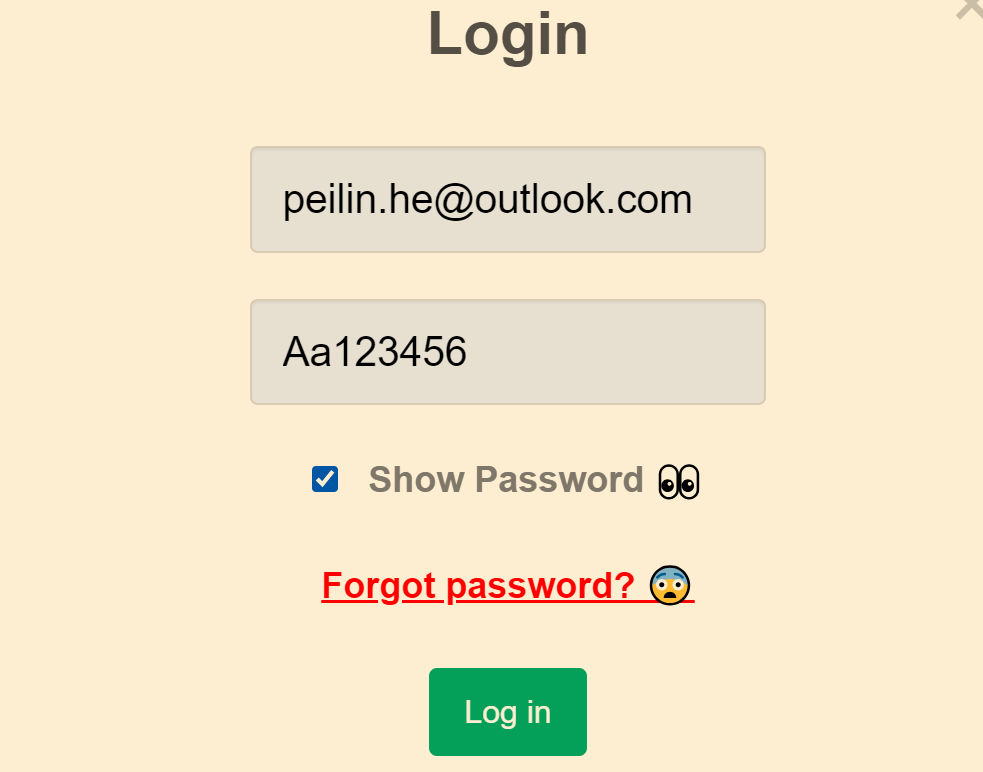 Login
peilin.he@outlook.com
Aa123456
Show Password 👀
Forgot password? 😨
Log in